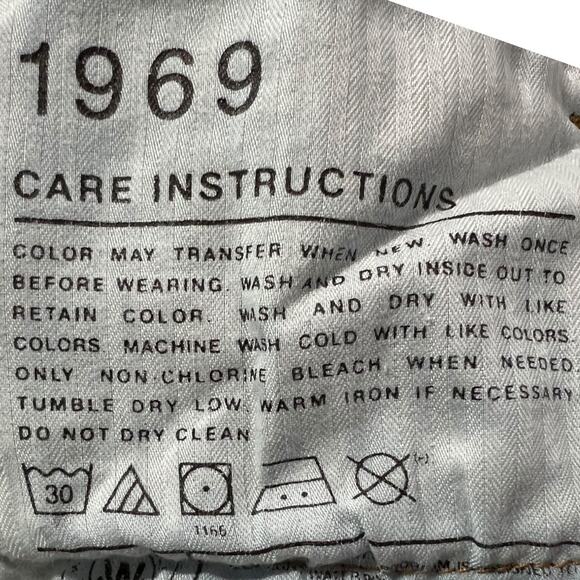 1969
CARE INSTRUCTIONS
COLOR MAY TRANSFER WHEN NEW. WASH ONCE
BEFORE WEARING. WASH AND DRY INSIDE OUT TO
RETAIN COLOR. WASH AND DRY WITH LIKE
COLORS. MACHINE WASH COLD WITH LIKE COLORS.
ONLY NON-CHLORINE BLEACH WHEN NEEDED.
TUMBLE DRY LOW. WARM IRON IF NECESSARY.
DO NOT DRY CLEAN
30
(*)
1166